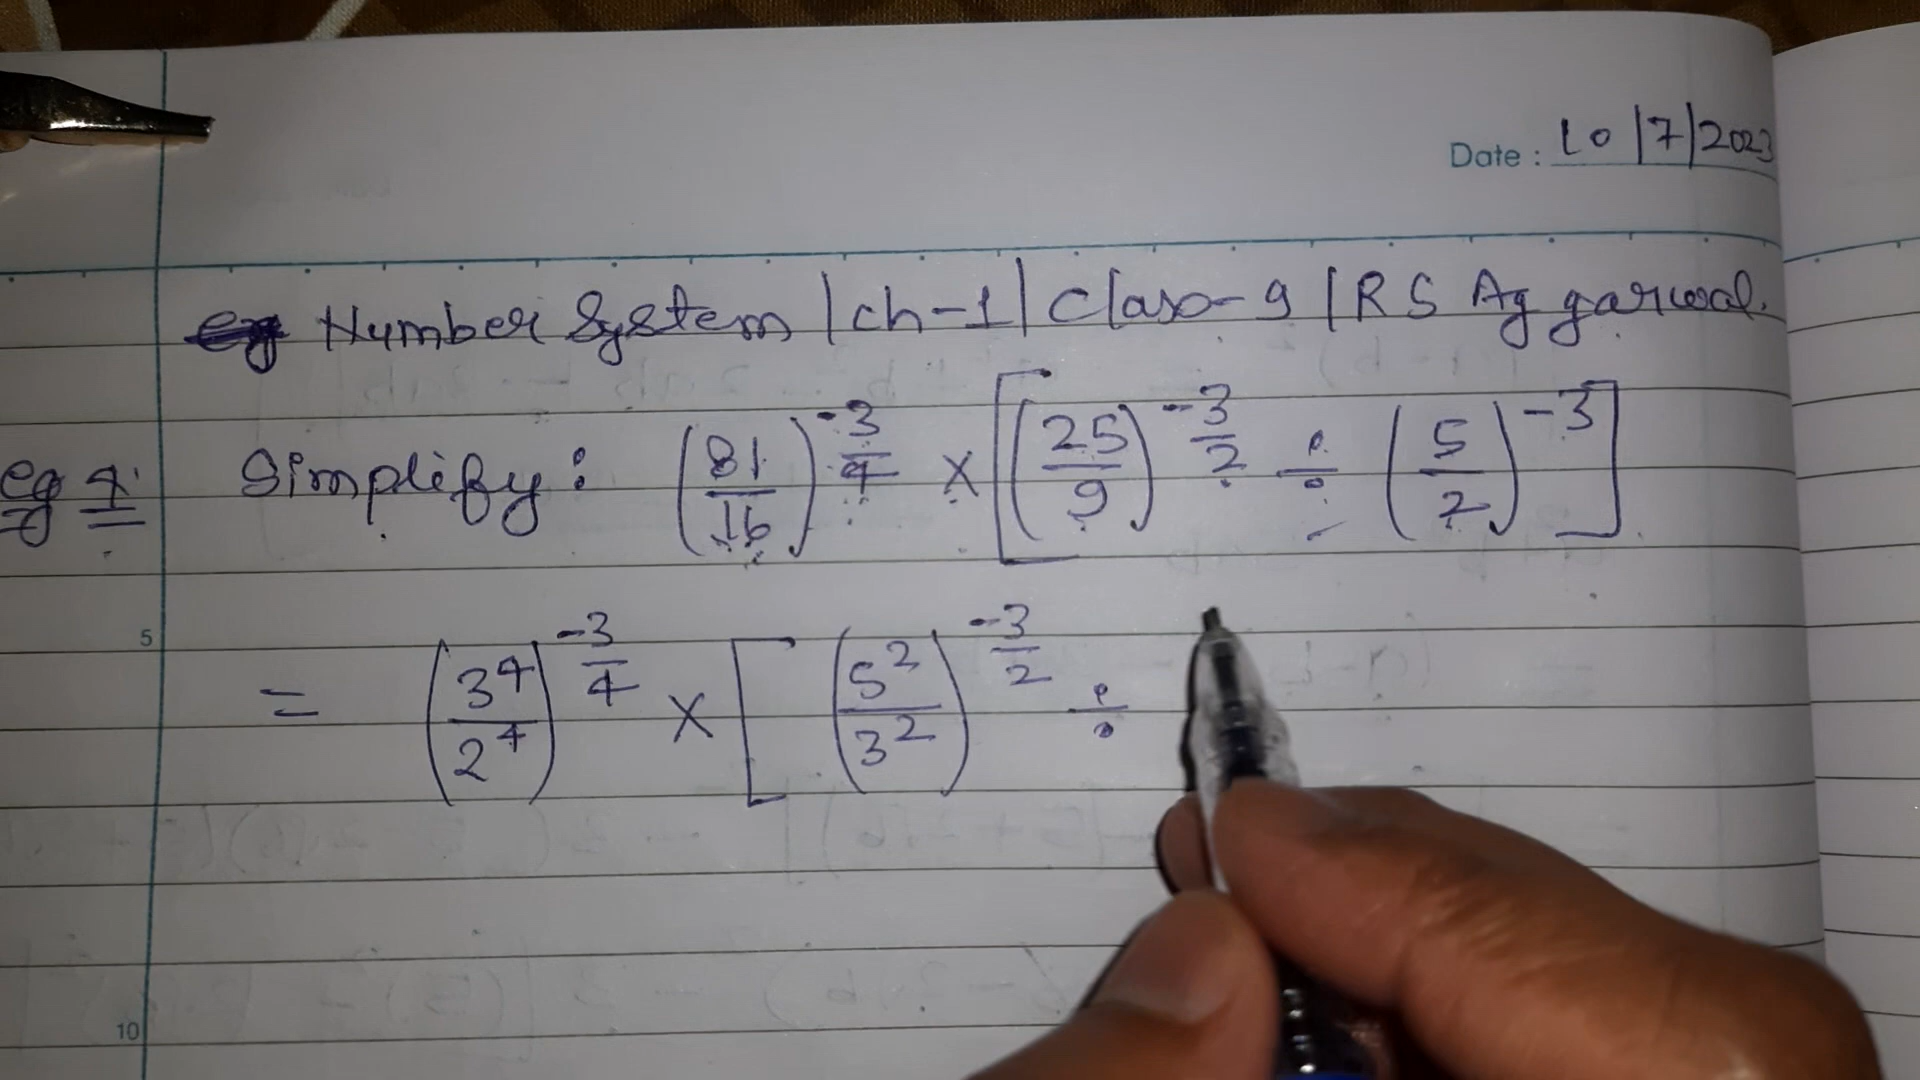 Date : 10/7/2023
Number System | ch-1 | Class-9 | RS Aggarwal.
eg 4. Simplify : (81/16)^(-3/4) × [(25/9)^(-3/2) ÷ (5/2)^(-3)]
5
= (3^4/2^4)^(-3/4) × [(5^2/3^2)^(-3/2) ÷
10